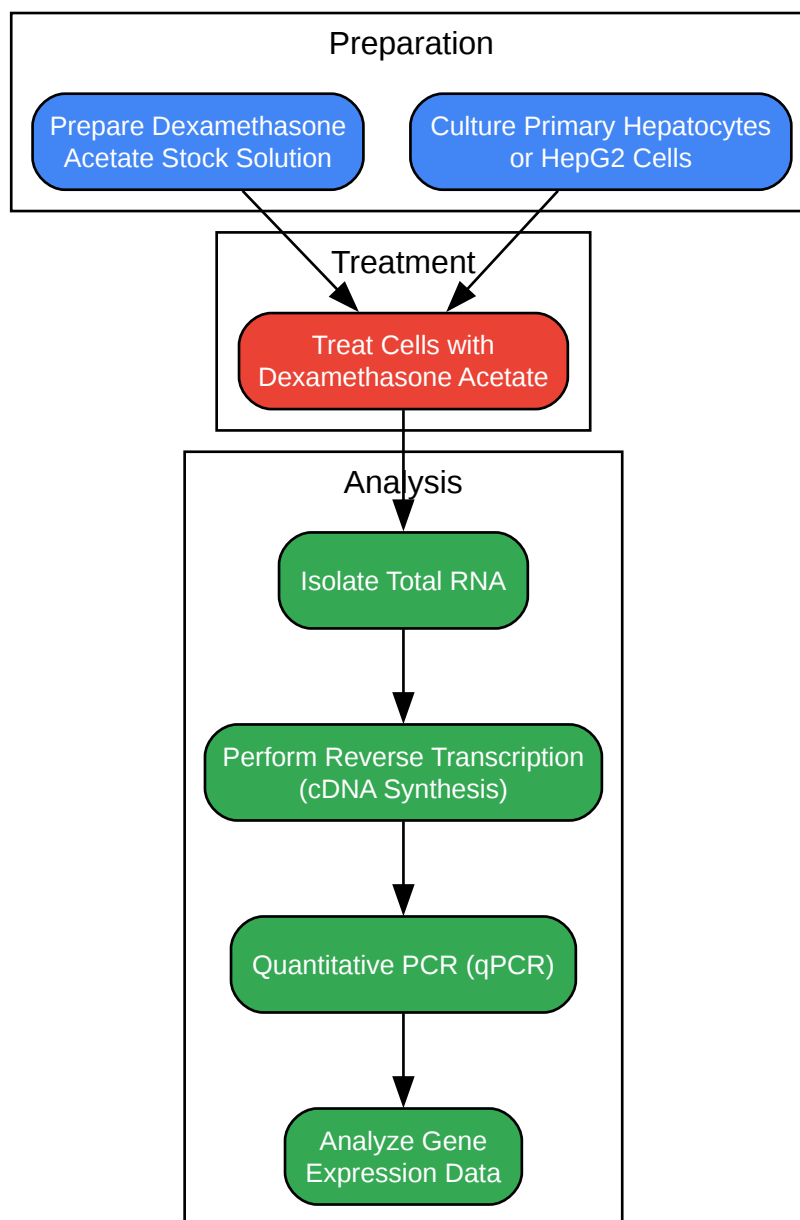 Preparation
Prepare Dexamethasone
Acetate Stock Solution
Culture Primary Hepatocytes
or HepG2 Cells
Treatment
Treat Cells with
Dexamethasone Acetate
Analysis
Isolate Total RNA
Perform Reverse Transcription
(cDNA Synthesis)
Quantitative PCR (qPCR)
Analyze Gene
Expression Data